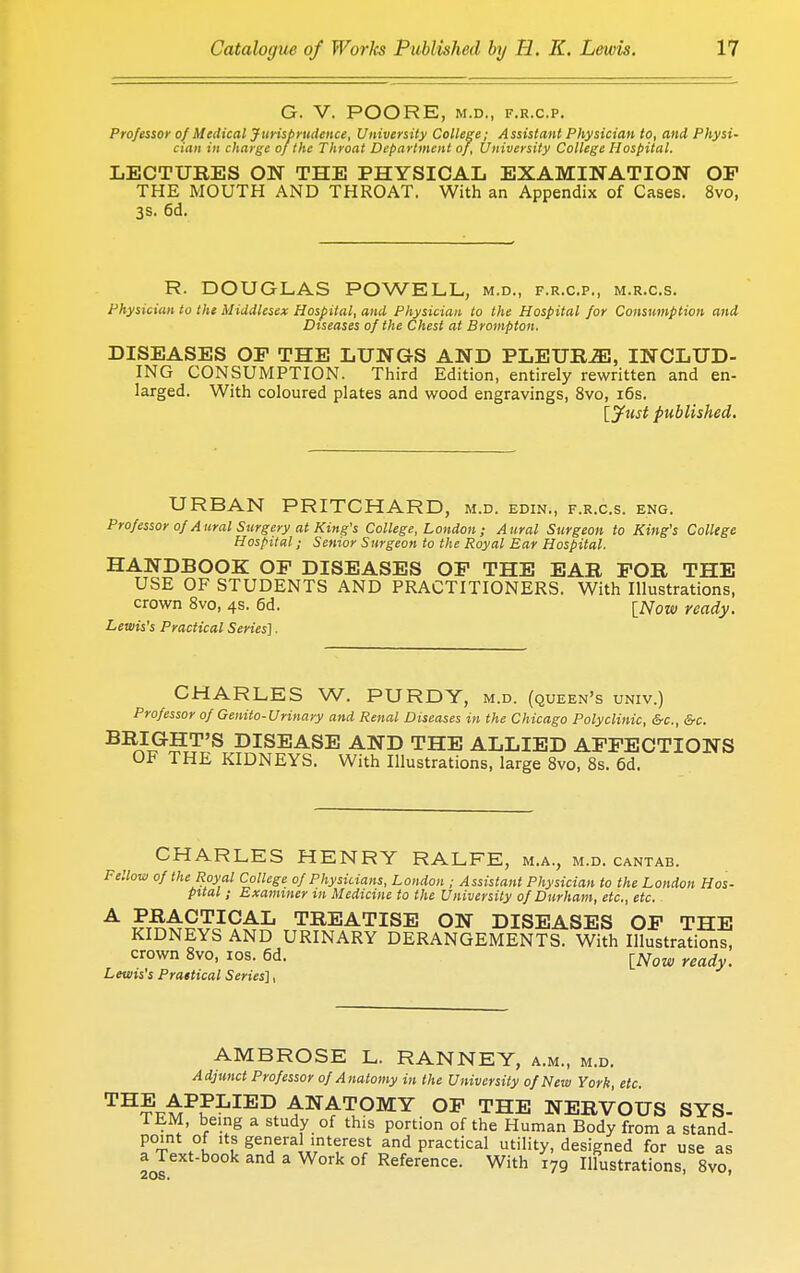 Catalogue of Works Published by H. K. Lewis. 17
G. V. POORE, M.D., F.R.C.P.
Professor of Medical Jurisprudence, University College; Assistant Physician to, and Physi-
cian in charge of the Throat Department of, University College Hospital.
LECTURES ON THE PHYSICAL EXAMINATION OF
THE MOUTH AND THROAT. With an Appendix of Cases. 8vo,
3s. 6d.
R. DOUGLAS POWELL, M.D., F.R.C.P., M.R.C.S.
Physician to the Middlesex Hospital, and Physician to the Hospital for Consumption and
Diseases of the Chest at Brompton.
DISEASES OF THE LUNGS AND PLEURÆ, INCLUD-
ING CONSUMPTION. Third Edition, entirely rewritten and en-
larged. With coloured plates and wood engravings, 8vo, 16s.
[Just published.
URBAN PRITCHARD, M.D. EDIN., F.R.C.S. ENG.
Professor of Aural Surgery at King's College, London; Aural Surgeon to King's College
Hospital; Senior Surgeon to the Royal Ear Hospital.
HANDBOOK OF DISEASES OF THE EAR FOR THE
USE OF STUDENTS AND PRACTITIONERS. With Illustrations,
crown 8vo, 4s. 6d. [Now ready.
Lewis's Practical Series].
CHARLES W. PURDY, M.D. (QUEEN'S UNIV.)
Professor of Genito-Urinary and Renal Diseases in the Chicago Polyclinic, &c., &c.
BRIGHT'S DISEASE AND THE ALLIED AFFECTIONS
OF THE KIDNEYS. With Illustrations, large 8vo, 8s. 6d.
CHARLES HENRY RALFE, M.A., M.D. CANTAB.
Fellow of the Royal College of Physicians, London; Assistant Physician to the London Hos-
pital; Examiner in Medicine to the University of Durham, etc., etc.
A PRACTICAL TREATISE ON DISEASES OF THE
KIDNEYS AND URINARY DERANGEMENTS. With Illustrations,
crown 8vo, 10s. 6d. [Now ready.
Lewis's Practical Series],
AMBROSE L. RANNEY, A.M., M.D.
Adjunct Professor of Anatomy in the University of New York, etc.
THE APPLIED ANATOMY OF THE NERVOUS SYS-
TEM, being a study of this portion of the Human Body from a stand-
point of its general interest and practical utility, designed for use as
a Text-book and a Work of Reference. With 179 Illustrations, 8vo,
20s.